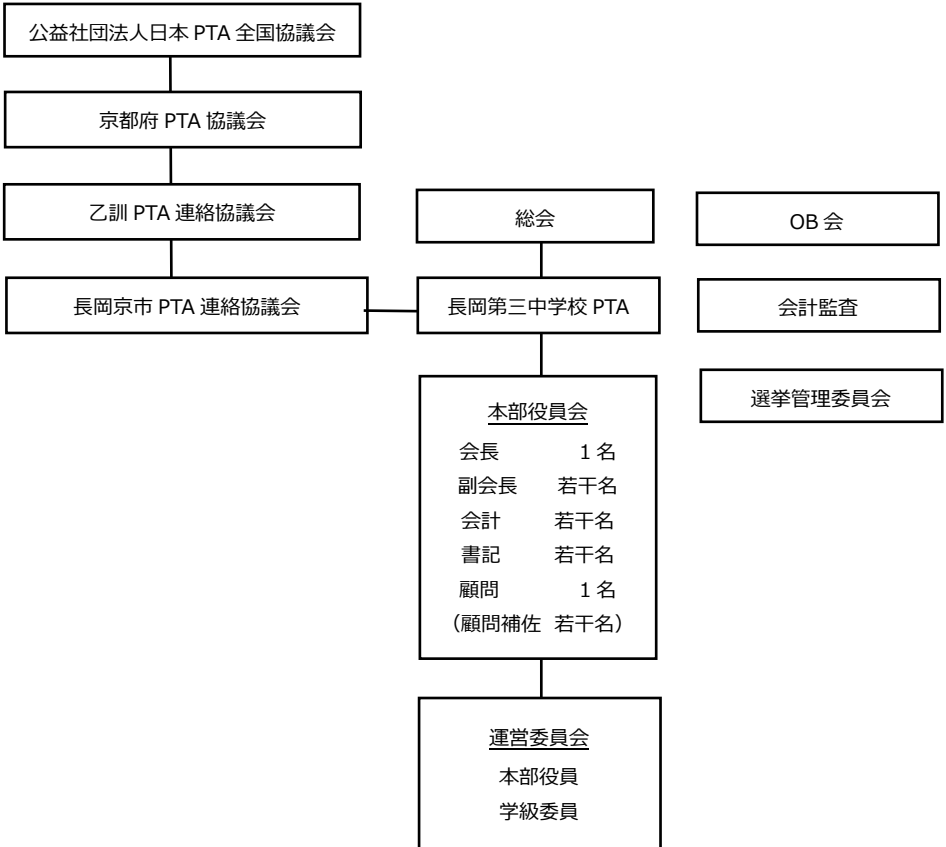 公益社団法人日本 PTA 全国協議会
京都府 PTA 協議会
乙訓 PTA 連絡協議会
総会
OB 会
長岡京市 PTA 連絡協議会
長岡第三中学校 PTA
会計監査
選挙管理委員会
本部役員会
会長 1 名
副会長 若干名
会計 若干名
書記 若干名
顧問 1 名
（顧問補佐 若干名）
運営委員会
本部役員
学級委員